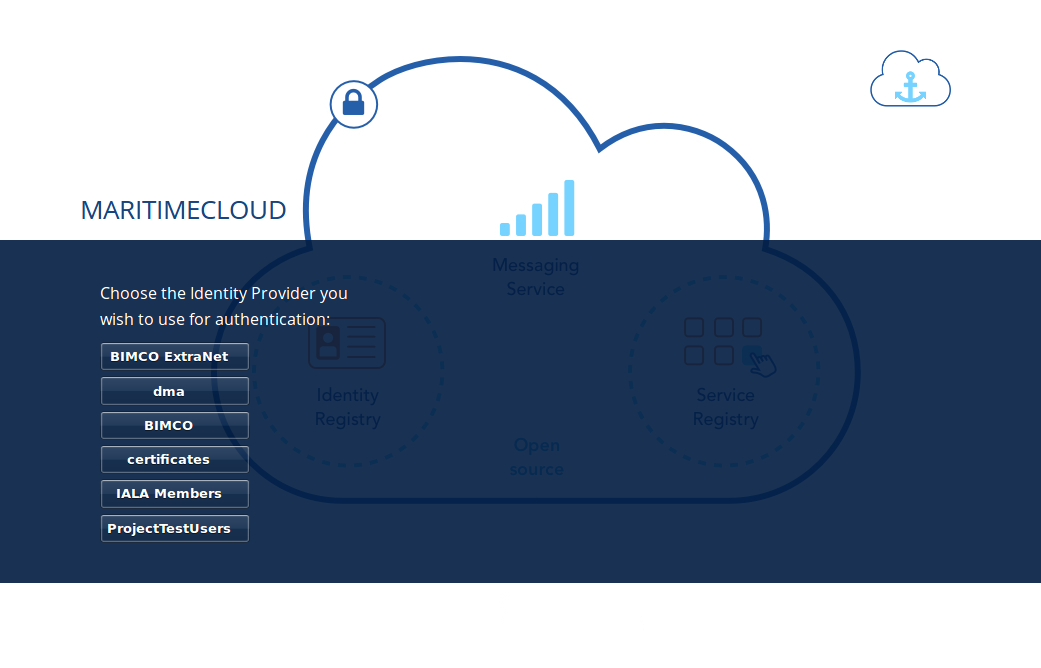 MARITIMECLOUD
Messaging
Service
Choose the Identity Provider you
wish to use for authentication:
BIMCO ExtraNet
dma
BIMCO
certificates
IALA Members
ProjectTestUsers
Identity
Registry
Service
Registry
Open
source